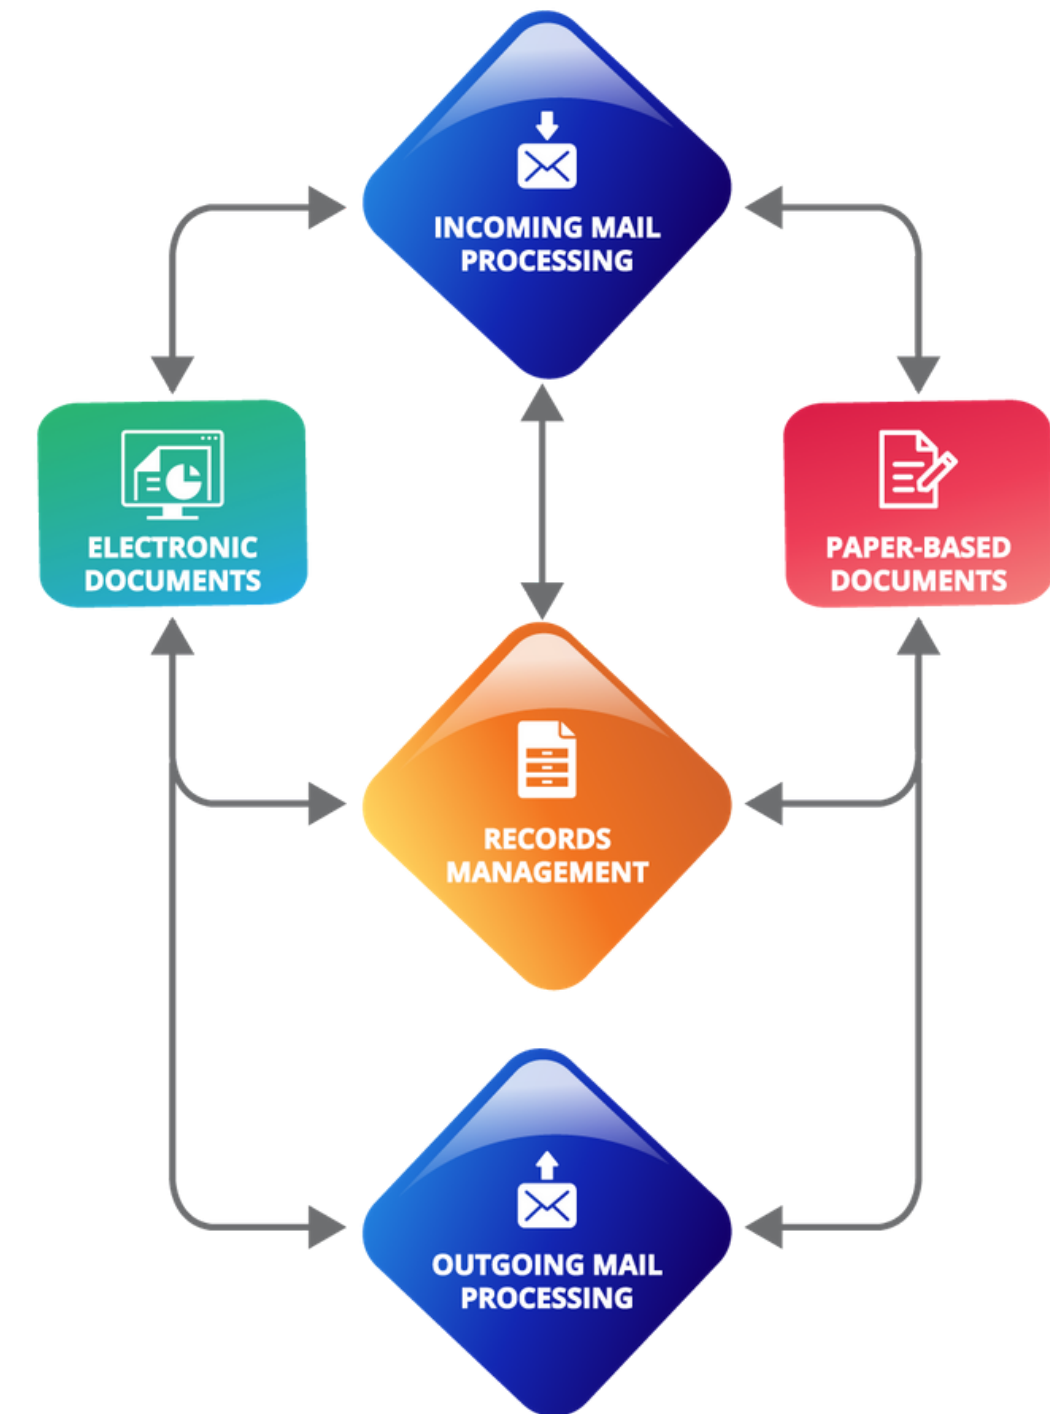 INCOMING MAIL
PROCESSING
ELECTRONIC
DOCUMENTS
PAPER-BASED
DOCUMENTS
RECORDS
MANAGEMENT
OUTGOING MAIL
PROCESSING